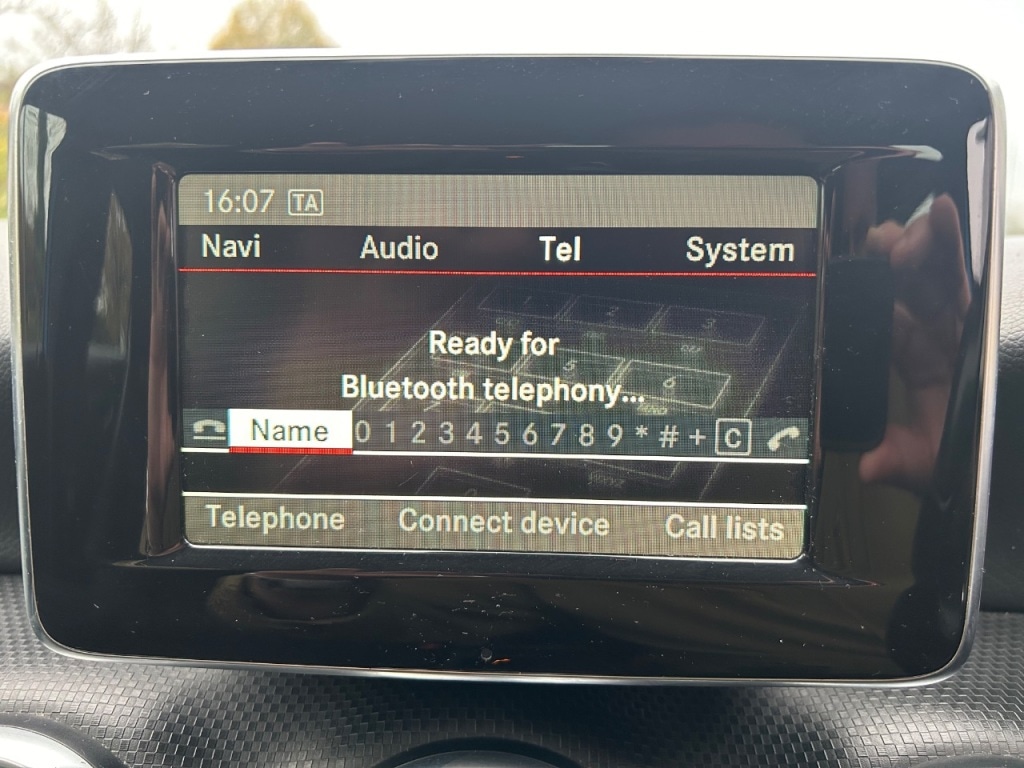 16:07 TA
Navi Audio Tel System
Ready for
Bluetooth telephony...
Name 0 1 2 3 4 5 6 7 8 9 * # + C
Telephone Connect device Call lists